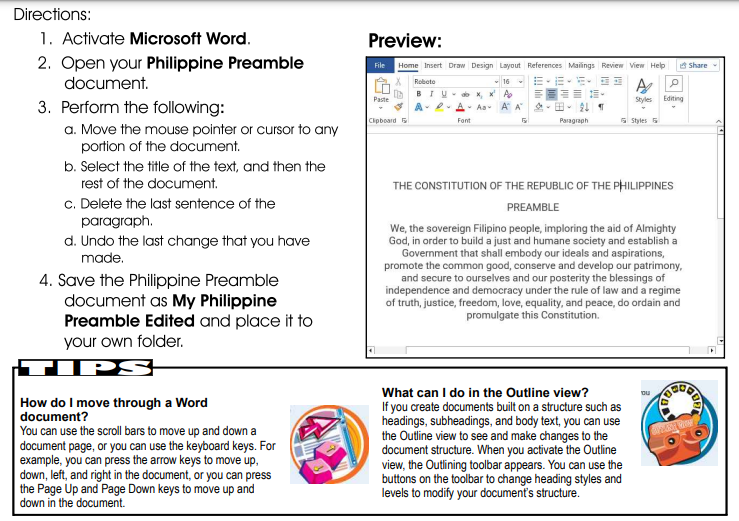 Directions:
1. Activate Microsoft Word.
2. Open your Philippine Preamble
document.
3. Perform the following:
a. Move the mouse pointer or cursor to any
portion of the document.
b. Select the title of the text, and then the
rest of the document.
c. Delete the last sentence of the
paragraph.
d. Undo the last change that you have
made.
4. Save the Philippine Preamble
document as My Philippine
Preamble Edited and place it to
your own folder.
Preview:
File Home Insert Draw Design Layout References Mailings Review View Help Share
Roboto 16
Paste
B I U ab x₂ x² A
A A Aa A A
Styles Editing
Clipboard Font Paragraph Styles
THE CONSTITUTION OF THE REPUBLIC OF THE PHILIPPINES
PREAMBLE
We, the sovereign Filipino people, imploring the aid of Almighty
God, in order to build a just and humane society and establish a
Government that shall embody our ideals and aspirations,
promote the common good, conserve and develop our patrimony,
and secure to ourselves and our posterity the blessings of
independence and democracy under the rule of law and a regime
of truth, justice, freedom, love, equality, and peace, do ordain and
promulgate this Constitution.
TIPS
How do I move through a Word
document?
You can use the scroll bars to move up and down a
document page, or you can use the keyboard keys. For
example, you can press the arrow keys to move up,
down, left, and right in the document, or you can press
the Page Up and Page Down keys to move up and
down in the document.
What can I do in the Outline view?
If you create documents built on a structure such as
headings, subheadings, and body text, you can use
the Outline view to see and make changes to the
document structure. When you activate the Outline
view, the Outlining toolbar appears. You can use the
buttons on the toolbar to change heading styles and
levels to modify your document's structure.